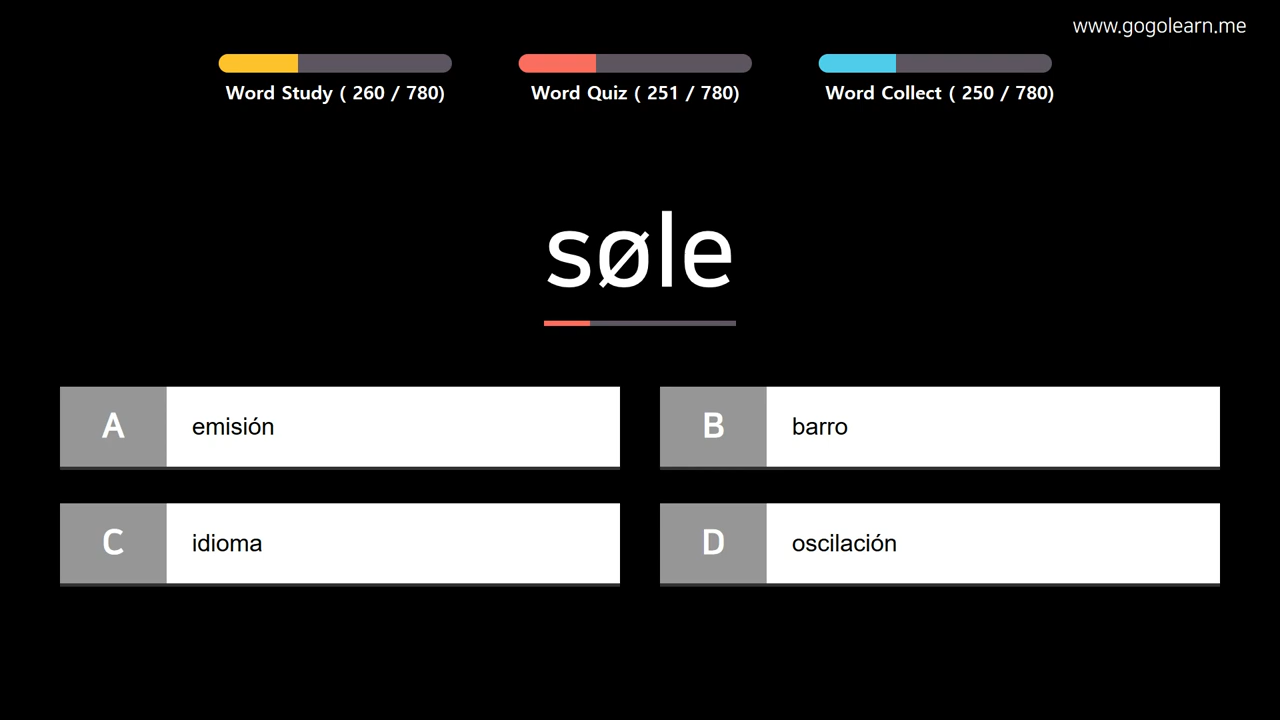 www.gogolearn.me
Word Study ( 260 / 780)
Word Quiz ( 251 / 780)
Word Collect ( 250 / 780)
søle
A emisión
B barro
C idioma
D oscilación